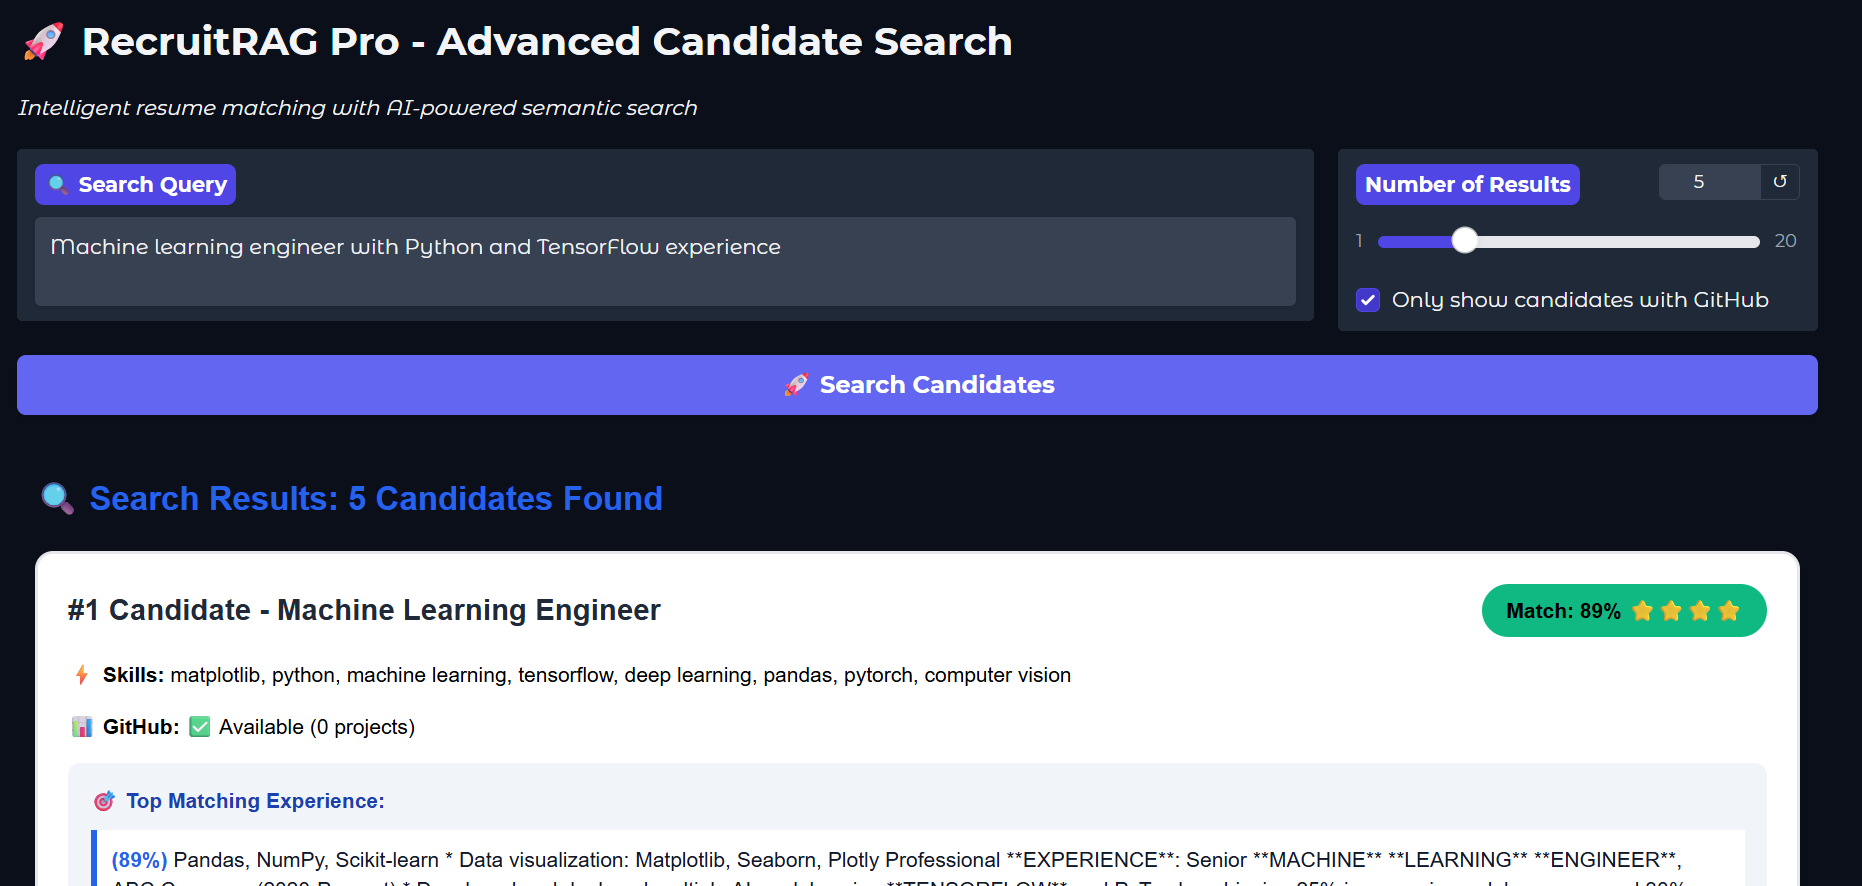 🚀 RecruitRAG Pro - Advanced Candidate Search
Intelligent resume matching with AI-powered semantic search
🔍 Search Query
Machine learning engineer with Python and TensorFlow experience
Number of Results
5 ↺
1 20
Only show candidates with GitHub
🚀 Search Candidates
🔍 Search Results: 5 Candidates Found
#1 Candidate - Machine Learning Engineer
Match: 89% ⭐⭐⭐⭐
⚡ Skills: matplotlib, python, machine learning, tensorflow, deep learning, pandas, pytorch, computer vision
📊 GitHub: ✅ Available (0 projects)
🎯 Top Matching Experience:
(89%) Pandas, NumPy, Scikit-learn * Data visualization: Matplotlib, Seaborn, Plotly Professional **EXPERIENCE**: Senior **MACHINE** **LEARNING** **ENGINEER**,